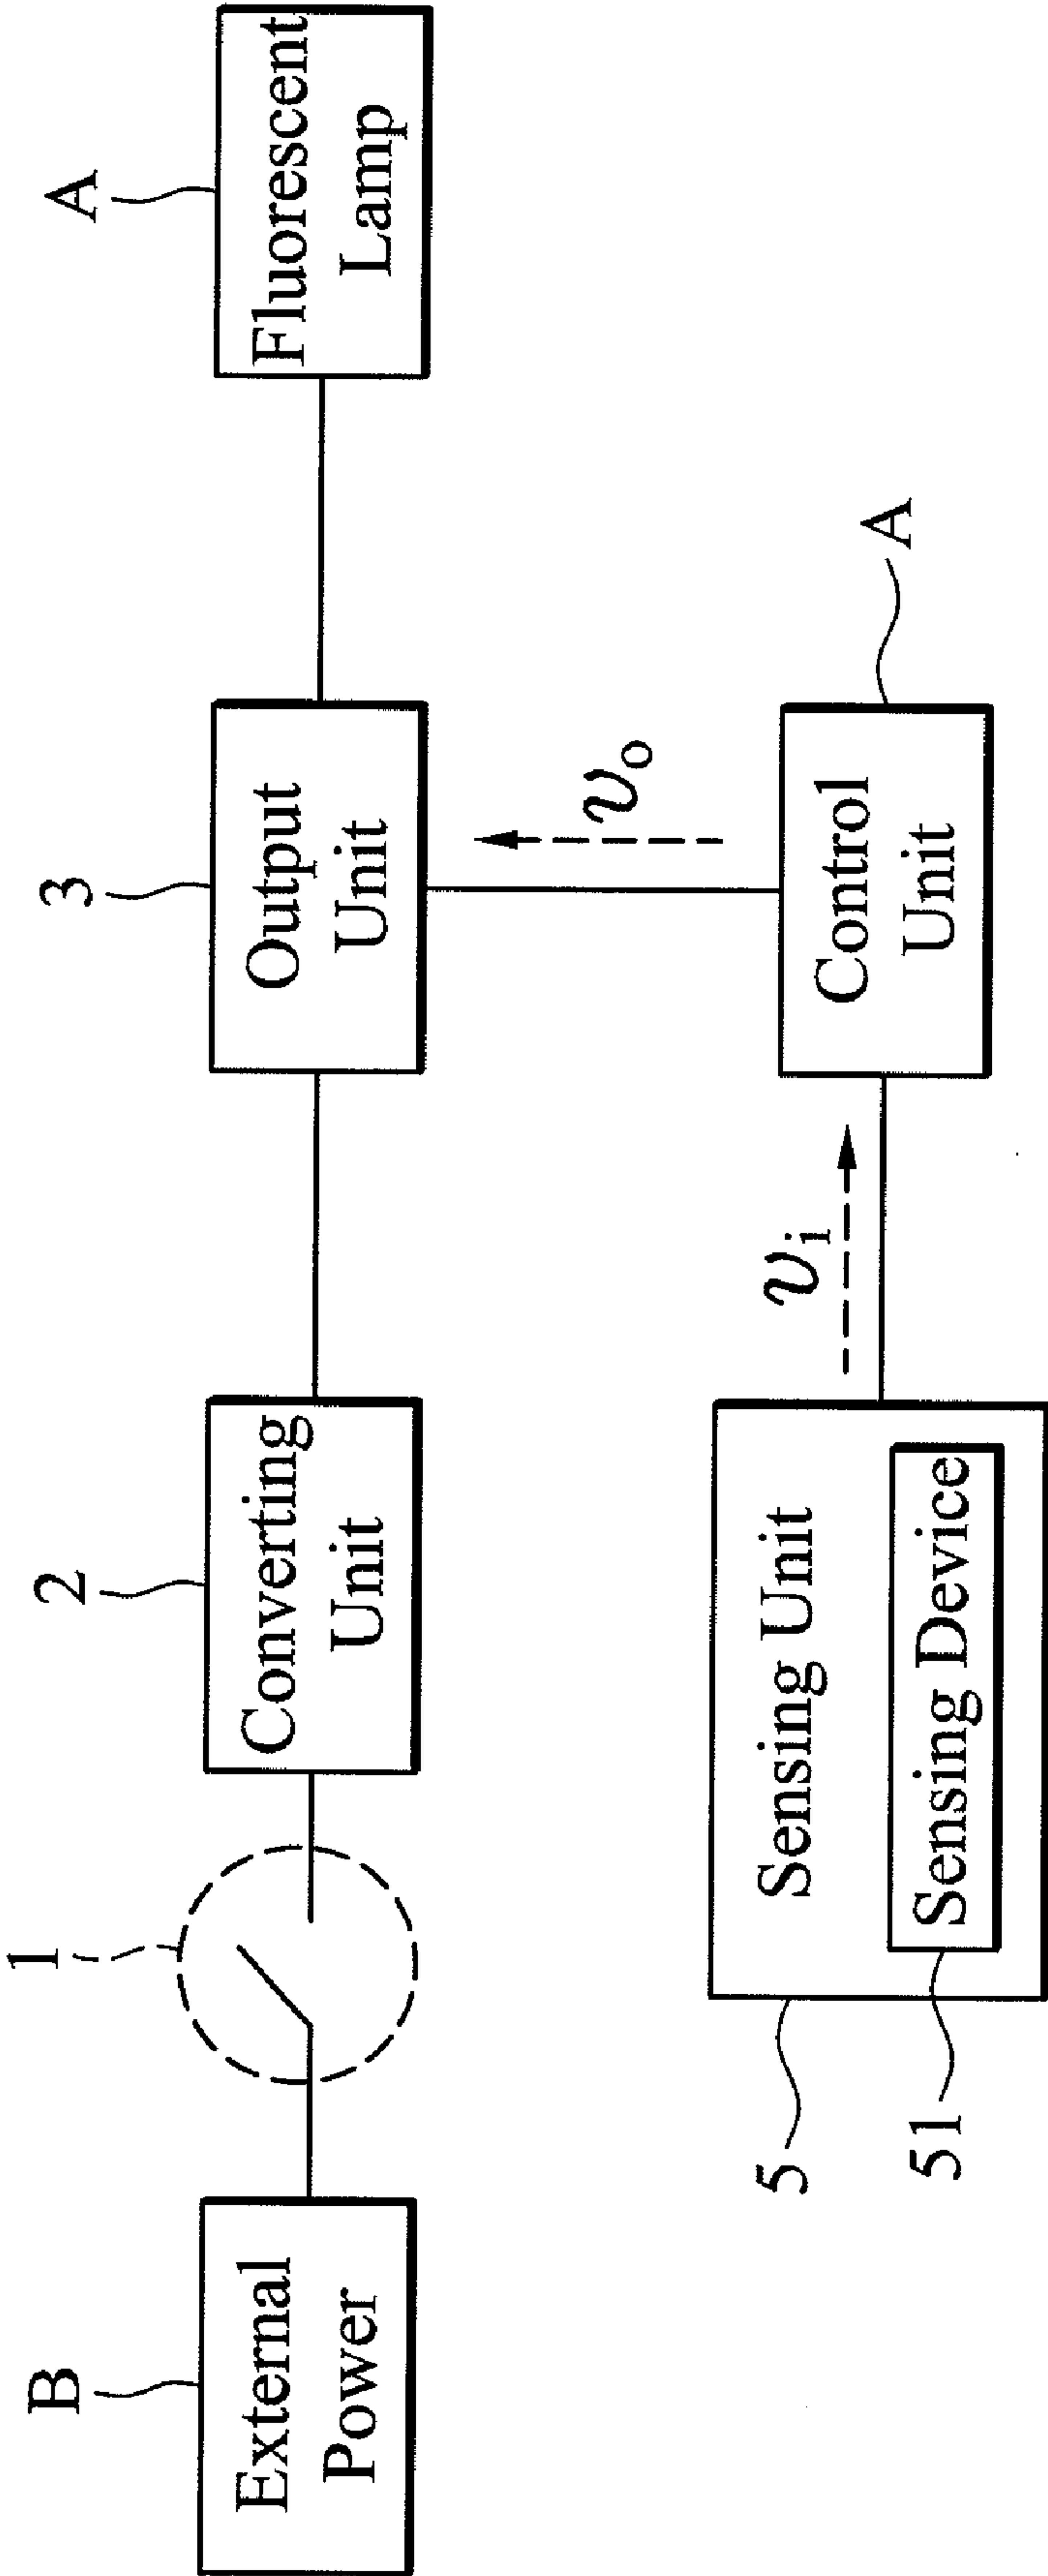 B
External
Power
1
2
Converting
Unit
3
Output
Unit
A
Fluorescent
Lamp
vo
vi
5
Sensing Unit
51
Sensing Device
Control
Unit
A